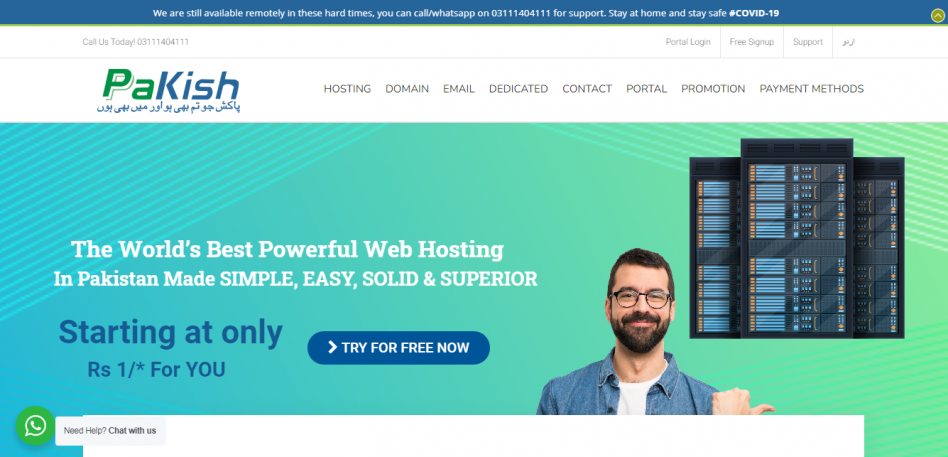 We are still available remotely in these hard times, you can call/whatsapp on 03111404111 for support. Stay at home and stay safe #COVID-19
Call Us Today! 03111404111
Portal Login
Free Signup
Support
اردو
PaKish
پاکش جو تم بھی ہو اور میں بھی ہوں
HOSTING
DOMAIN
EMAIL
DEDICATED
CONTACT
PORTAL
PROMOTION
PAYMENT METHODS
The World’s Best Powerful Web Hosting
In Pakistan Made SIMPLE, EASY, SOLID & SUPERIOR
Starting at only
Rs 1/* For YOU
TRY FOR FREE NOW
Need Help? Chat with us